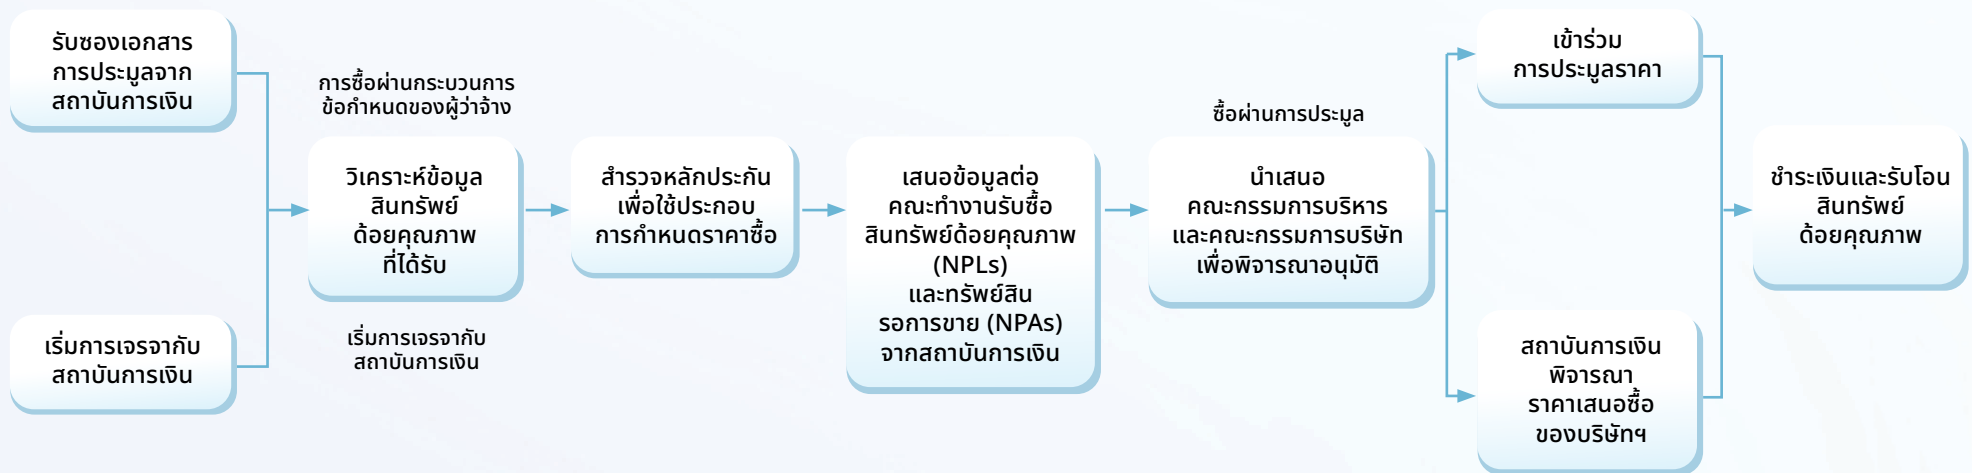 รับซองเอกสาร
การประมูลจาก
สถาบันการเงิน
เริ่มการเจรจากับ
สถาบันการเงิน
การซื้อผ่านกระบวนการ
ข้อกำหนดของผู้ว่าจ้าง
วิเคราะห์ข้อมูล
สินทรัพย์
ด้อยคุณภาพ
ที่ได้รับ
เริ่มการเจรจากับ
สถาบันการเงิน
สำรวจหลักประกัน
เพื่อใช้ประกอบ
การกำหนดราคาซื้อ
เสนอข้อมูลต่อ
คณะทำงานรับซื้อ
สินทรัพย์ด้อยคุณภาพ
(NPLs)
และทรัพย์สิน
รอการขาย (NPAs)
จากสถาบันการเงิน
ซื้อผ่านการประมูล
นำเสนอ
คณะกรรมการบริหาร
และคณะกรรมการบริษัท
เพื่อพิจารณาอนุมัติ
เข้าร่วม
การประมูลราคา
สถาบันการเงิน
พิจารณา
ราคาเสนอซื้อ
ของบริษัทฯ
ชำระเงินและรับโอน
สินทรัพย์
ด้อยคุณภาพ